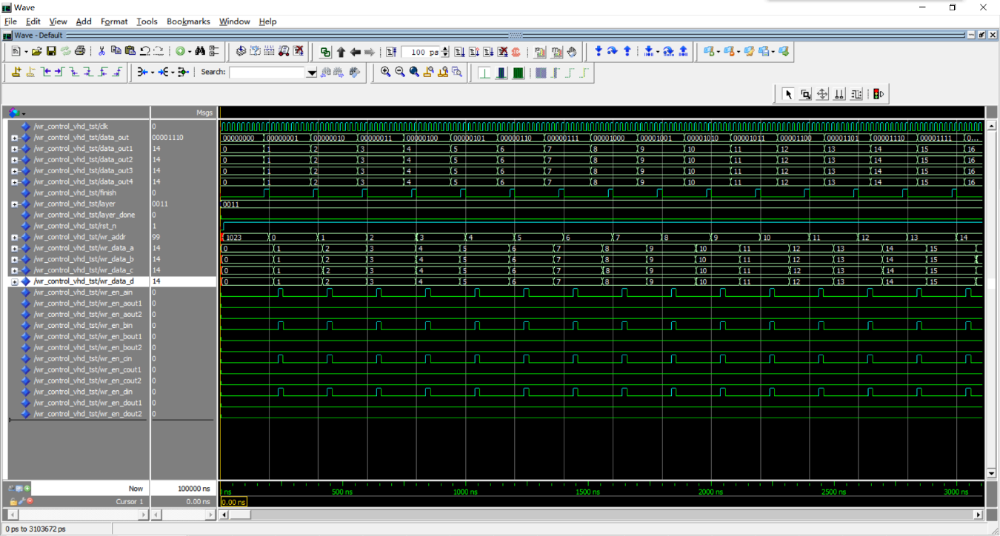 Wave
File Edit View Add Format Tools Bookmarks Window Help
Wave - Default
100 ps
Search:
Msgs
/wr_control_vhd_tst/clk 0
/wr_control_vhd_tst/data_out 00001110 00000000 00000001 00000010 00000011 00000100 00000101 00000110 00000111 00001000 00001001 00001010 00001011 00001100 00001101 00001110 00001111 0...
/wr_control_vhd_tst/data_out1 14 0 1 2 3 4 5 6 7 8 9 10 11 12 13 14 15 16
/wr_control_vhd_tst/data_out2 14 0 1 2 3 4 5 6 7 8 9 10 11 12 13 14 15 16
/wr_control_vhd_tst/data_out3 14 0 1 2 3 4 5 6 7 8 9 10 11 12 13 14 15 16
/wr_control_vhd_tst/data_out4 14 0 1 2 3 4 5 6 7 8 9 10 11 12 13 14 15 16
/wr_control_vhd_tst/finish 0
/wr_control_vhd_tst/layer 0011 0011
/wr_control_vhd_tst/layer_done 0
/wr_control_vhd_tst/rst_n 1
/wr_control_vhd_tst/wr_addr 99 1023 0 1 2 3 4 5 6 7 8 9 10 11 12 13 14
/wr_control_vhd_tst/wr_data_a 14 0 1 2 3 4 5 6 7 8 9 10 11 12 13 14 15
/wr_control_vhd_tst/wr_data_b 14 0 1 2 3 4 5 6 7 8 9 10 11 12 13 14 15
/wr_control_vhd_tst/wr_data_c 14 0 1 2 3 4 5 6 7 8 9 10 11 12 13 14 15
/wr_control_vhd_tst/wr_data_d 14 0 1 2 3 4 5 6 7 8 9 10 11 12 13 14 15
/wr_control_vhd_tst/wr_en_ain 0
/wr_control_vhd_tst/wr_en_aout1 0
/wr_control_vhd_tst/wr_en_aout2 0
/wr_control_vhd_tst/wr_en_bin 0
/wr_control_vhd_tst/wr_en_bout1 0
/wr_control_vhd_tst/wr_en_bout2 0
/wr_control_vhd_tst/wr_en_cin 0
/wr_control_vhd_tst/wr_en_cout1 0
/wr_control_vhd_tst/wr_en_cout2 0
/wr_control_vhd_tst/wr_en_din 0
/wr_control_vhd_tst/wr_en_dout1 0
/wr_control_vhd_tst/wr_en_dout2 0
Now 100000 ns ns 500 ns 1000 ns 1500 ns 2000 ns 2500 ns 3000 ns
Cursor 1 0.00 ns 0.00 ns
0 ps to 3103672 ps